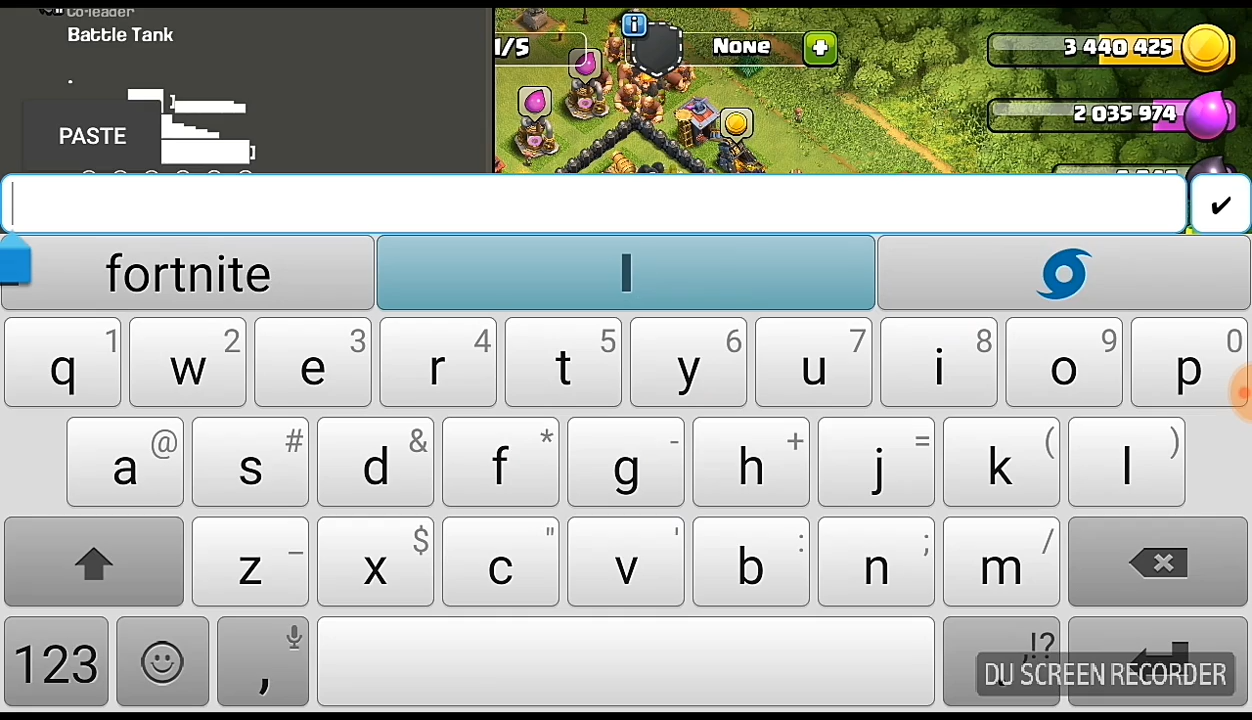 Co-leader
Battle Tank
.
1/5
None
3 440 425
2 035 974
PASTE
✔
fortnite
I
q 1 w 2 e 3 r 4 t 5 y 6 u 7 i 8 o 9 p 0
a @ s # d & f * g - h + j = k ( l )
z _ x $ c " v ' b : n ; m /
123 , . ,!?
DU SCREEN RECORDER